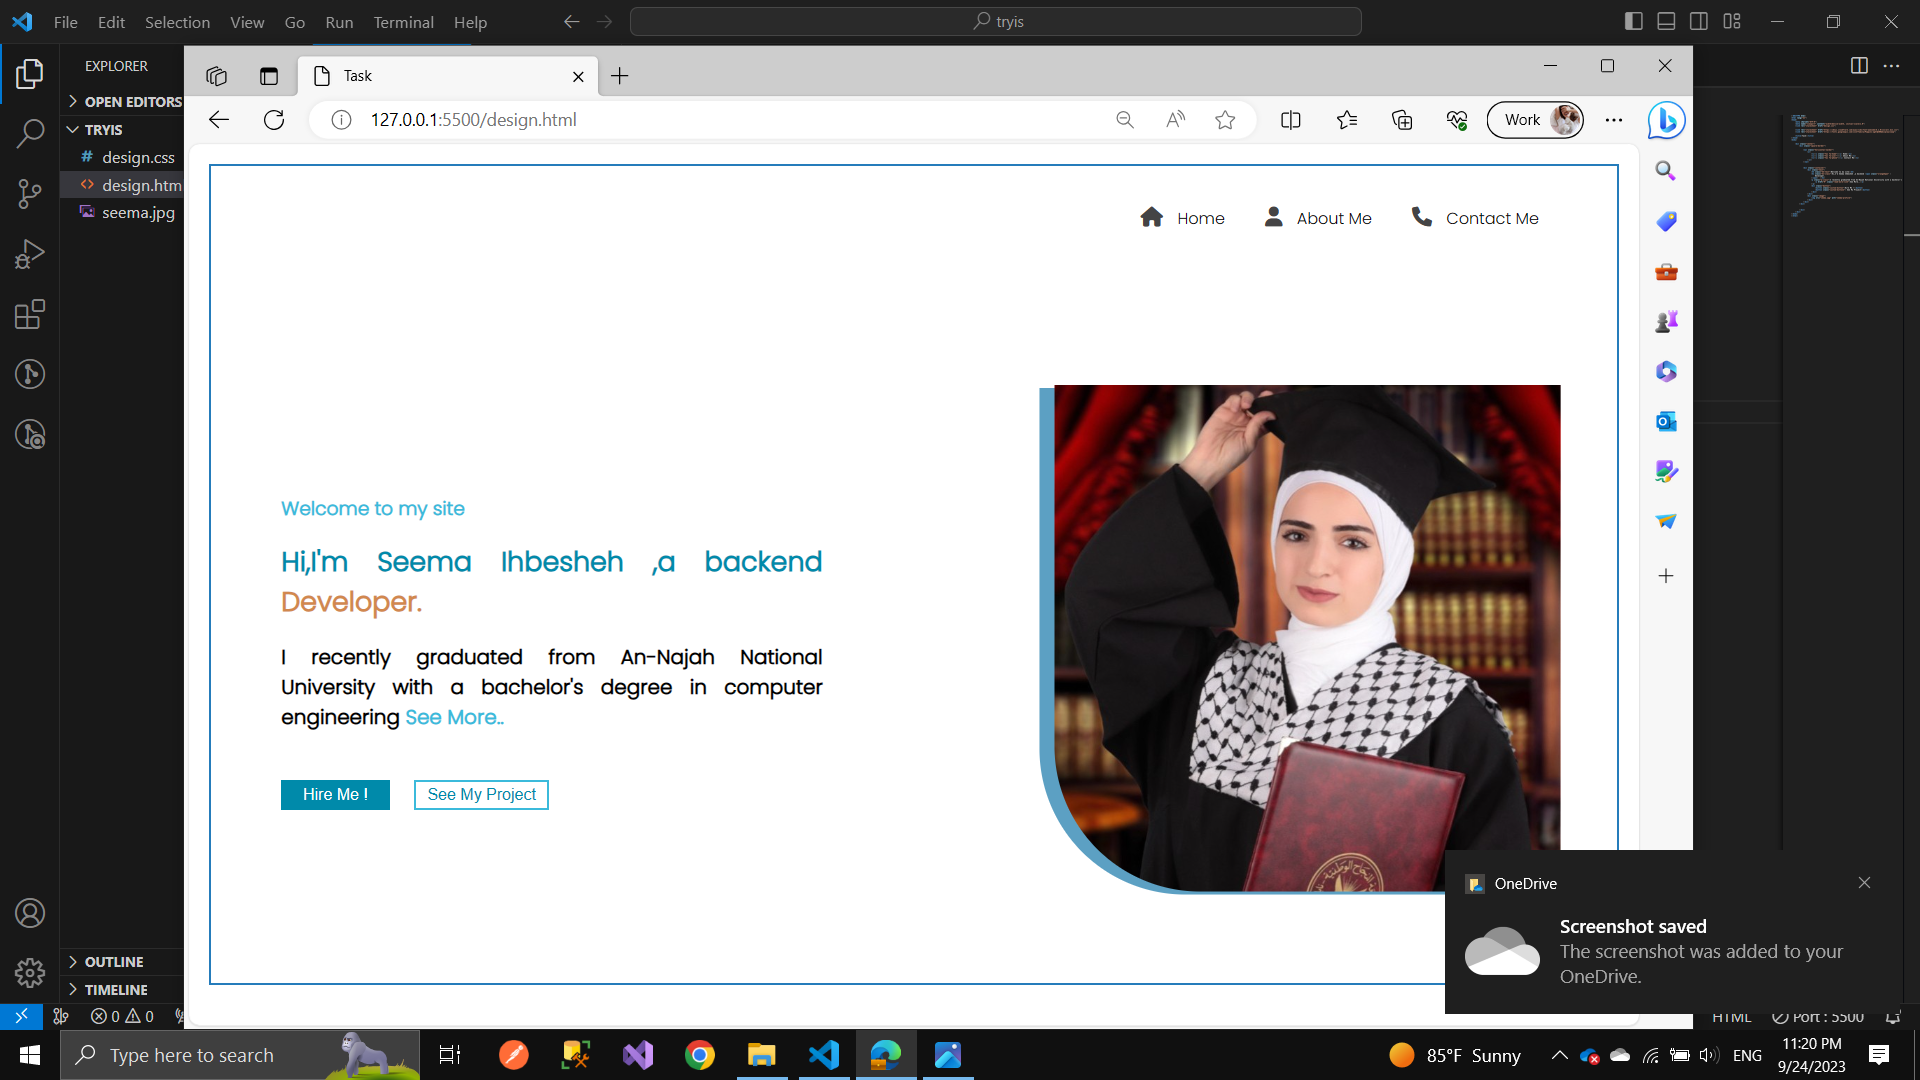 File Edit Selection View Go Run Terminal Help
tryis
EXPLORER
OPEN EDITORS
TRYIS
design.css
design.htm
seema.jpg
OUTLINE
TIMELINE
0 0
Task
127.0.0.1:5500/design.html
Work
Home About Me Contact Me
Welcome to my site
Hi,I'm Seema Ihbesheh ,a backend
Developer.
I recently graduated from An-Najah National
University with a bachelor's degree in computer
engineering See More..
Hire Me !
See My Project
OneDrive
Screenshot saved
The screenshot was added to your
OneDrive.
HTML Port : 5500
Type here to search
85°F Sunny
ENG
11:20 PM
9/24/2023